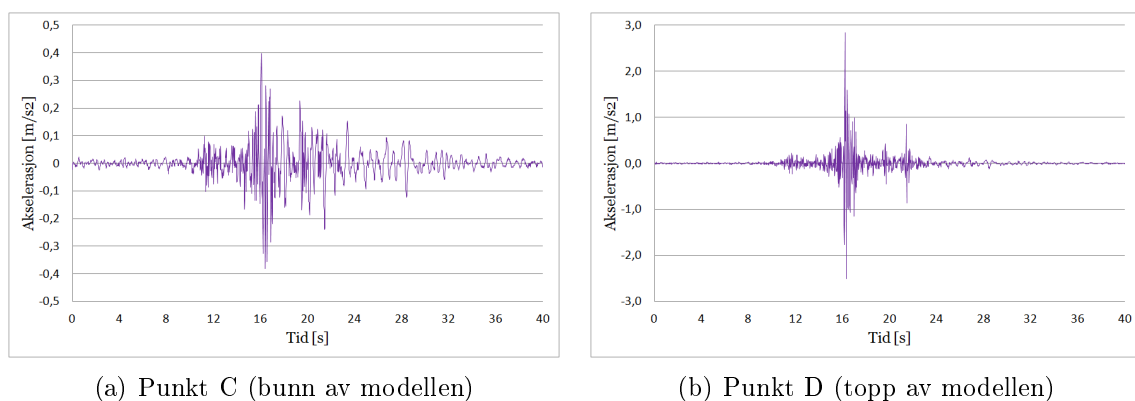 0,5
0,4
0,3
0,2
0,1
0
-0,1
-0,2
-0,3
-0,4
-0,5
Akselerasjon [m/s2]
0 4 8 12 16 20 24 28 32 36 40
Tid [s]
(a) Punkt C (bunn av modellen)
3,0
2,0
1,0
0,0
-1,0
-2,0
-3,0
Akselerasjon [m/s2]
0 4 8 12 16 20 24 28 32 36 40
Tid [s]
(b) Punkt D (topp av modellen)